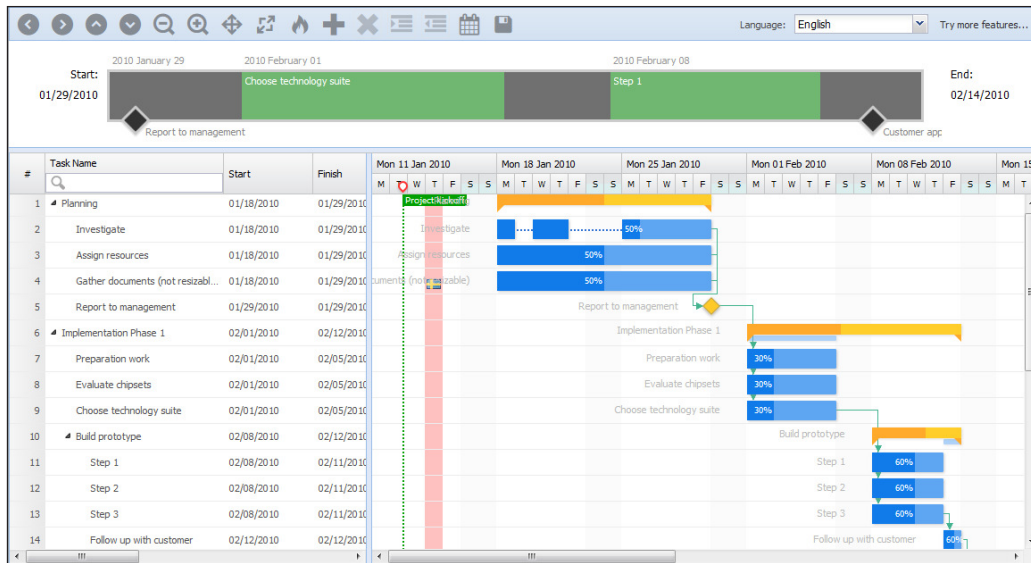 Language: English Try more features...
2010 January 29 2010 February 01 2010 February 08
Start: Choose technology suite Step 1 End:
01/29/2010 02/14/2010
Report to management Customer app
# Task Name Start Finish Mon 11 Jan 2010 Mon 18 Jan 2010 Mon 25 Jan 2010 Mon 01 Feb 2010 Mon 08 Feb 2010 Mon 15
M T W T F S S M T W T F S S M T W T F S S M T W T F S S M T W T F S S M T
1 Planning 01/18/2010 01/29/2010 Project kickoff
2 Investigate 01/18/2010 01/29/2010 Investigate 50%
3 Assign resources 01/18/2010 01/29/2010 Assign resources 50%
4 Gather documents (not resizabl... 01/18/2010 01/29/2010 cuments (not resizable) 50%
5 Report to management 01/29/2010 01/29/2010 Report to management
6 Implementation Phase 1 02/01/2010 02/12/2010 Implementation Phase 1
7 Preparation work 02/01/2010 02/05/2010 Preparation work 30%
8 Evaluate chipsets 02/01/2010 02/05/2010 Evaluate chipsets 30%
9 Choose technology suite 02/01/2010 02/05/2010 Choose technology suite 30%
10 Build prototype 02/08/2010 02/12/2010 Build prototype
11 Step 1 02/08/2010 02/11/2010 Step 1 60%
12 Step 2 02/08/2010 02/11/2010 Step 2 60%
13 Step 3 02/08/2010 02/11/2010 Step 3 60%
14 Follow up with customer 02/12/2010 02/12/2010 Follow up with customer 60%